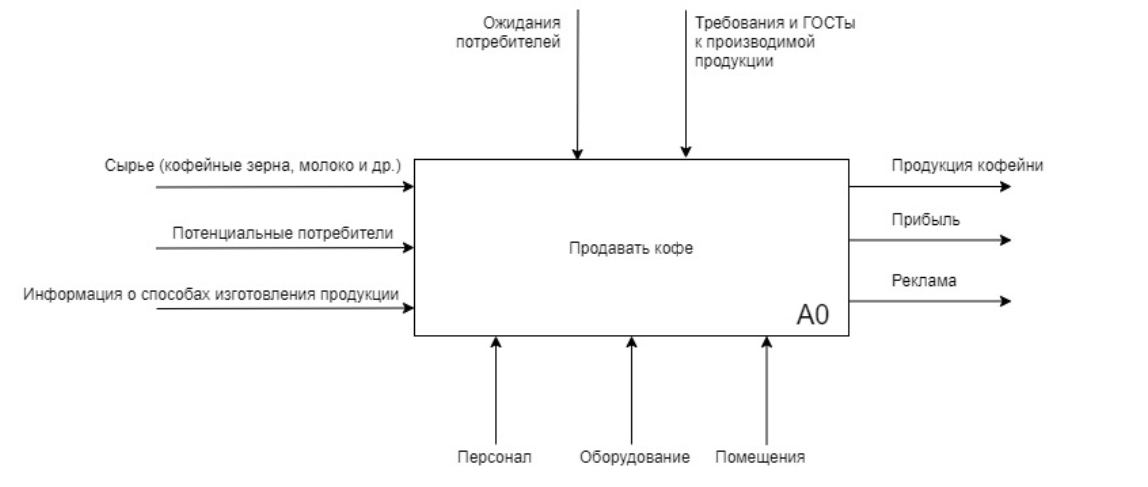 Ожидания
потребителей
Требования и ГОСТы
к производимой
продукции
Сырье (кофейные зерна, молоко и др.)
Потенциальные потребители
Информация о способах изготовления продукции
Продавать кофе
A0
Продукция кофейни
Прибыль
Реклама
Персонал
Оборудование
Помещения